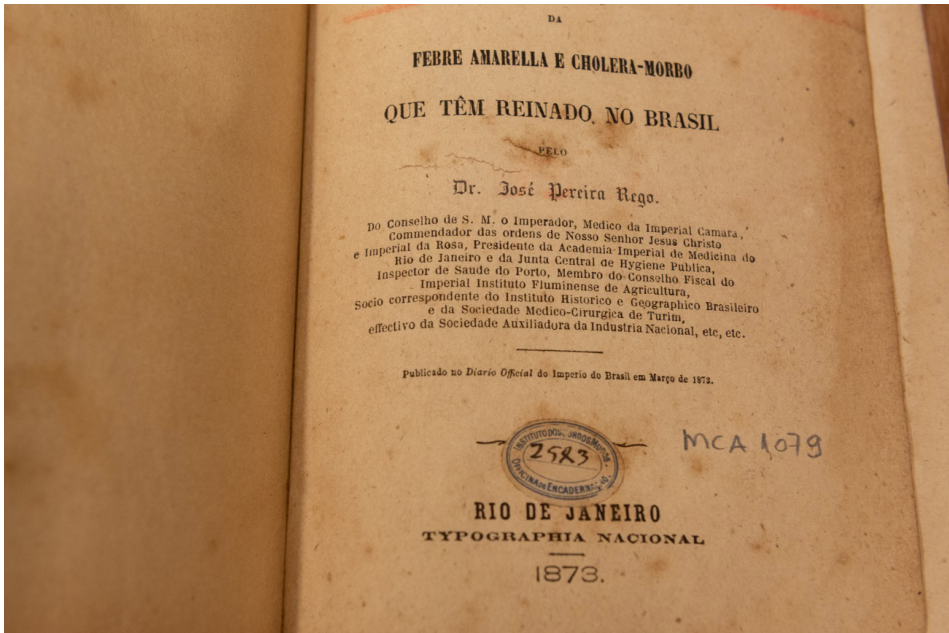 DA
FEBRE AMARELLA E CHOLERA-MORBO
QUE TÊM REINADO NO BRASIL
PELO
Dr. José Pereira Rego.
Do Conselho de S. M. o Imperador, Medico da Imperial Camara,
Commendador das ordens de Nosso Senhor Jesus Christo
e Imperial da Rosa, Presidente da Academia Imperial de Medicina do
Rio de Janeiro e da Junta Central de Hygiene Publica,
Inspector de Saude do Porto, Membro do Conselho Fiscal do
Imperial Instituto Fluminense de Agricultura,
Socio correspondente do Instituto Historico e Geographico Brasileiro
e da Sociedade Medico-Cirurgica de Turim,
effectivo da Sociedade Auxiliadora da Industria Nacional, etc, etc.
Publicado no Diario Official do Imperio do Brasil em Março de 1873.
INSTITUTO DOS
2583
OFFICINA DE ENCADERNAÇÃO
MCA 1079
RIO DE JANEIRO
TYPOGRAPHIA NACIONAL
1873.